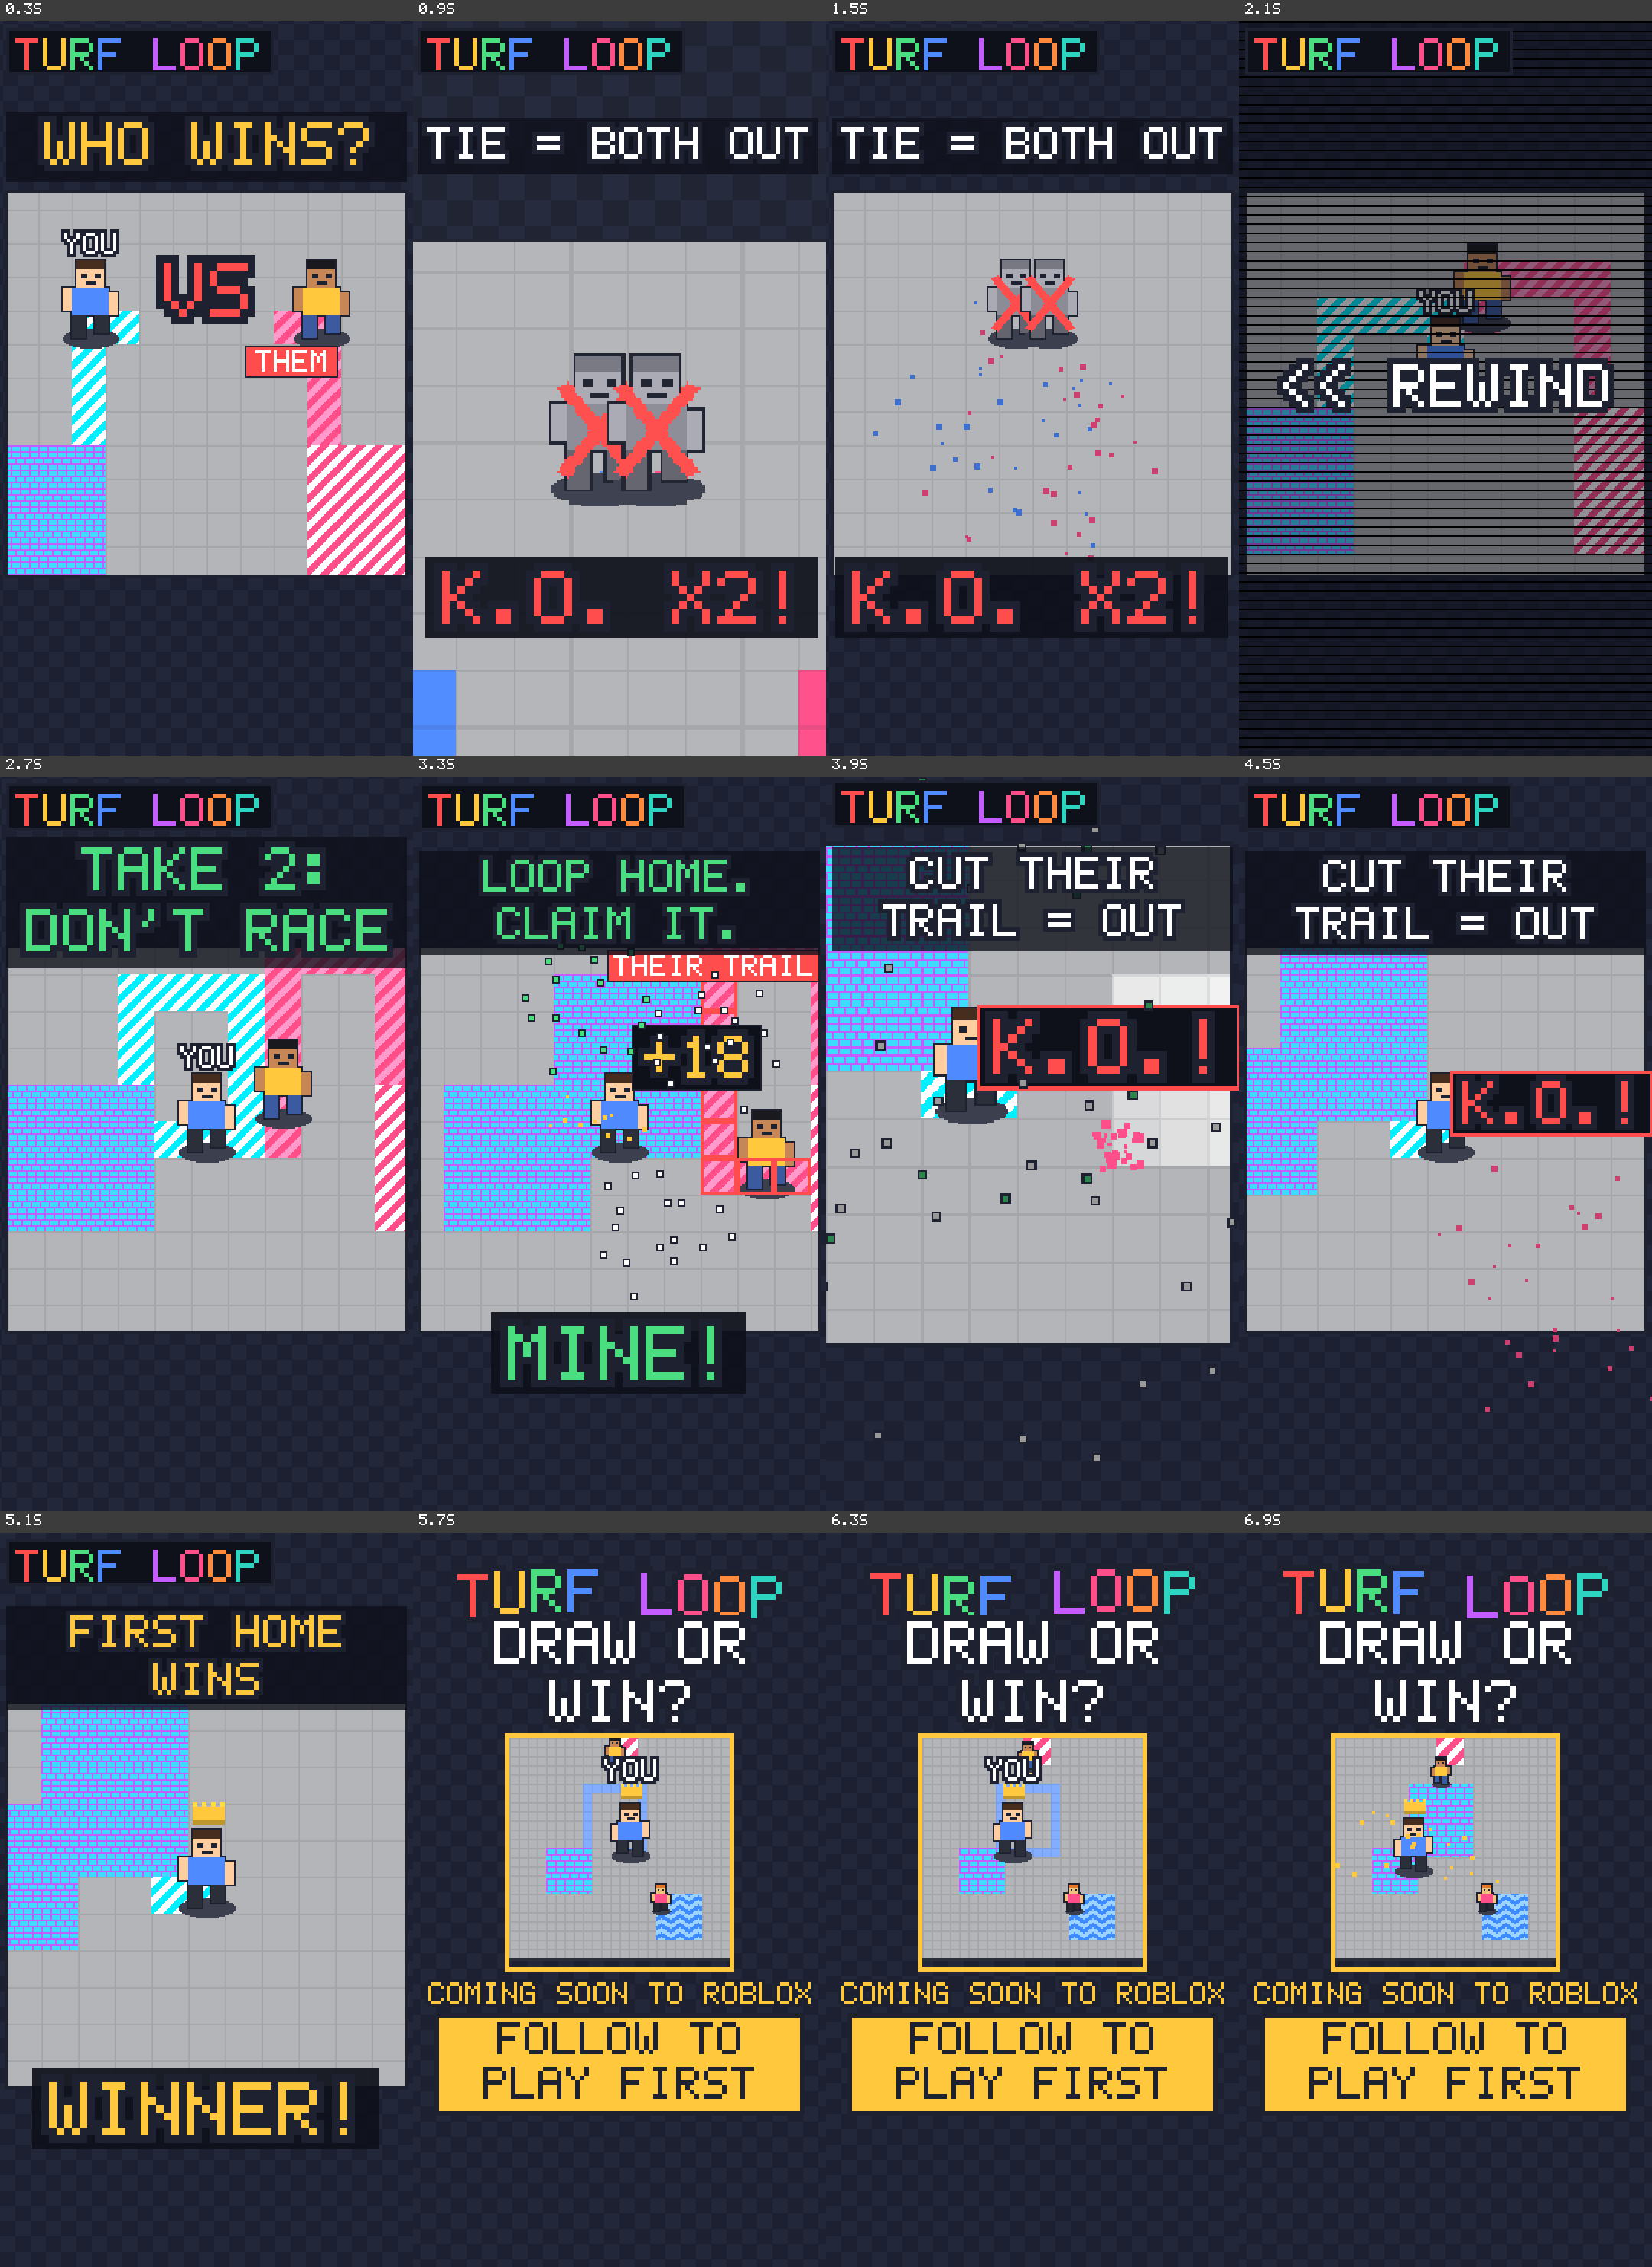 0.3S
TURF LOOP
WHO WINS?
YOU
VS
THEM
0.9S
TURF LOOP
TIE = BOTH OUT
K.O. X2!
1.5S
TURF LOOP
TIE = BOTH OUT
K.O. X2!
2.1S
TURF LOOP
YOU
<< REWIND
2.7S
TURF LOOP
TAKE 2:
DON'T RACE
YOU
3.3S
TURF LOOP
LOOP HOME.
CLAIM IT.
THEIR TRAIL
+18
MINE!
3.9S
TURF LOOP
CUT THEIR
TRAIL = OUT
K.O.!
4.5S
TURF LOOP
CUT THEIR
TRAIL = OUT
K.O.!
5.1S
TURF LOOP
FIRST HOME
WINS
WINNER!
5.7S
TURF LOOP
DRAW OR
WIN?
YOU
COMING SOON TO ROBLOX
FOLLOW TO
PLAY FIRST
6.3S
TURF LOOP
DRAW OR
WIN?
YOU
COMING SOON TO ROBLOX
FOLLOW TO
PLAY FIRST
6.9S
TURF LOOP
DRAW OR
WIN?
COMING SOON TO ROBLOX
FOLLOW TO
PLAY FIRST